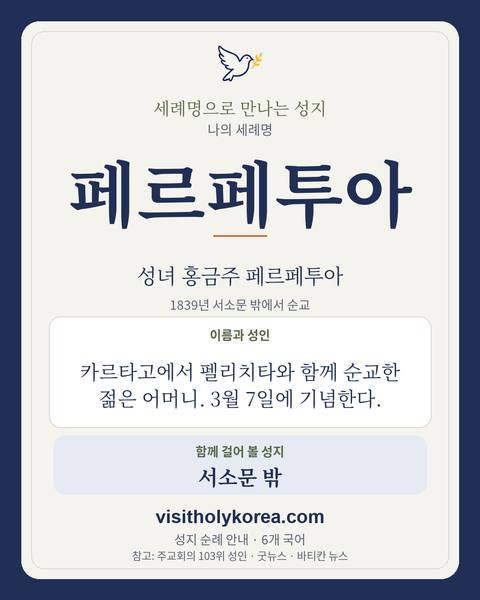 세례명으로 만나는 성지
나의 세례명
페르페투아
성녀 홍금주 페르페투아
1839년 서소문 밖에서 순교
이름과 성인
카르타고에서 펠리치타와 함께 순교한
젊은 어머니. 3월 7일에 기념한다.
함께 걸어 볼 성지
서소문 밖
visitholykorea.com
성지 순례 안내 · 6개 국어
참고: 주교회의 103위 성인 · 굿뉴스 · 바티칸 뉴스